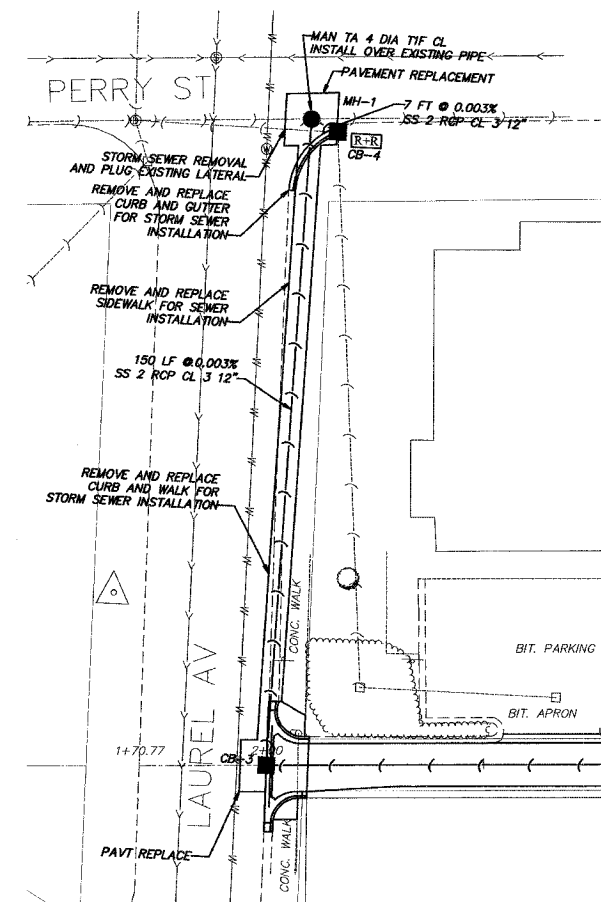 MAN TA 4 DIA T1F CL
INSTALL OVER EXISTING PIPE
PAVEMENT REPLACEMENT
PERRY ST
MH-1
7 FT @ 0.003%
SS 2 RCP CL 3 12"
R+R
CB-4
STORM SEWER REMOVAL
AND PLUG EXISTING LATERAL
REMOVE AND REPLACE
CURB AND GUTTER
FOR STORM SEWER
INSTALLATION
REMOVE AND REPLACE
SIDEWALK FOR SEWER
INSTALLATION
150 LF @ 0.003%
SS 2 RCP CL 3 12"
REMOVE AND REPLACE
CURB AND WALK FOR
STORM SEWER INSTALLATION
CONC. WALK
BIT. PARKING
BIT. APRON
LAUREL AV
1+70.77
2+00
CB-3
PAVT REPLACE
CONC. WALK